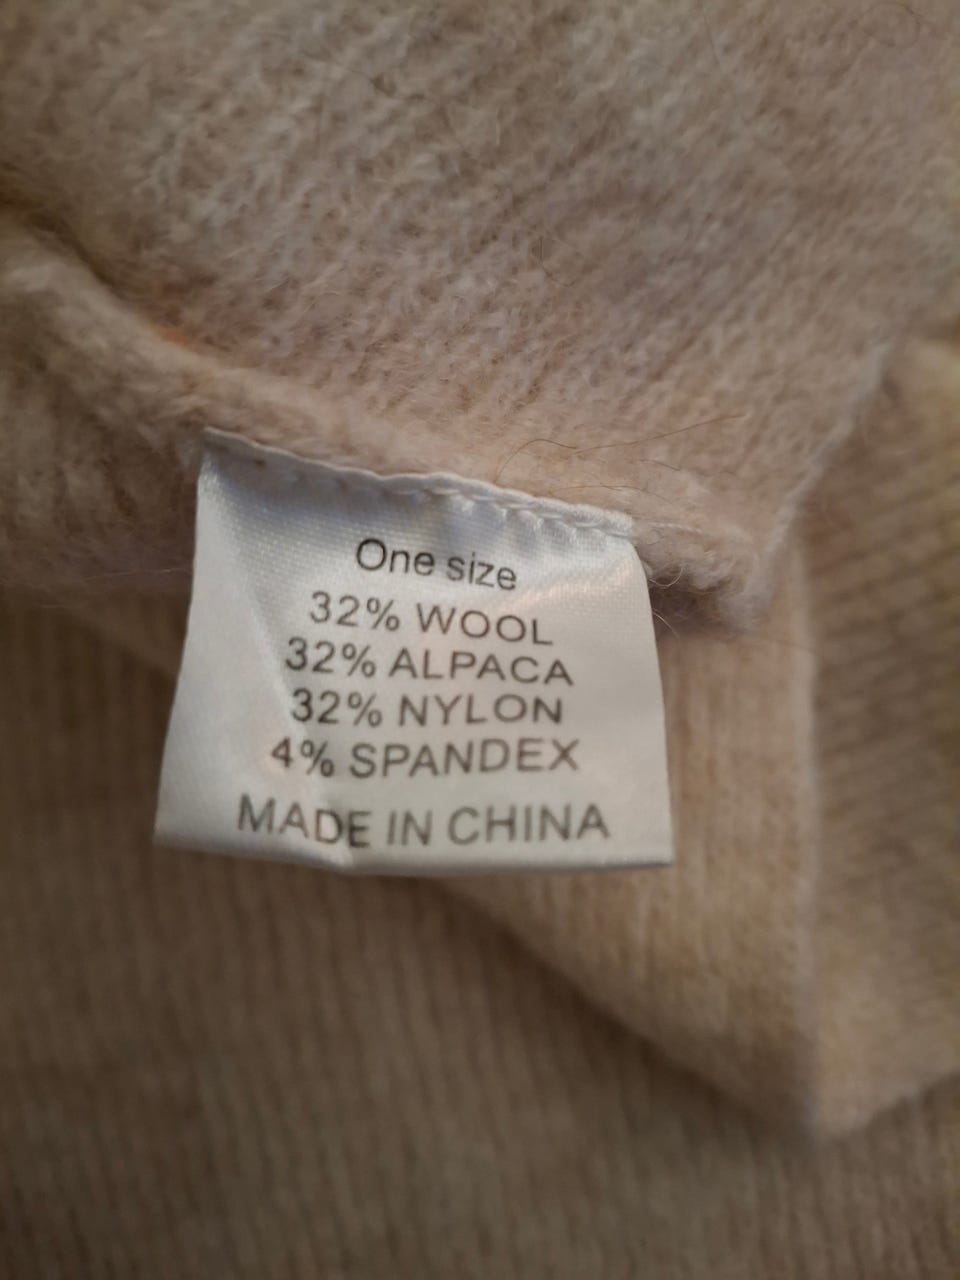 One size
32% WOOL
32% ALPACA
32% NYLON
4% SPANDEX
MADE IN CHINA